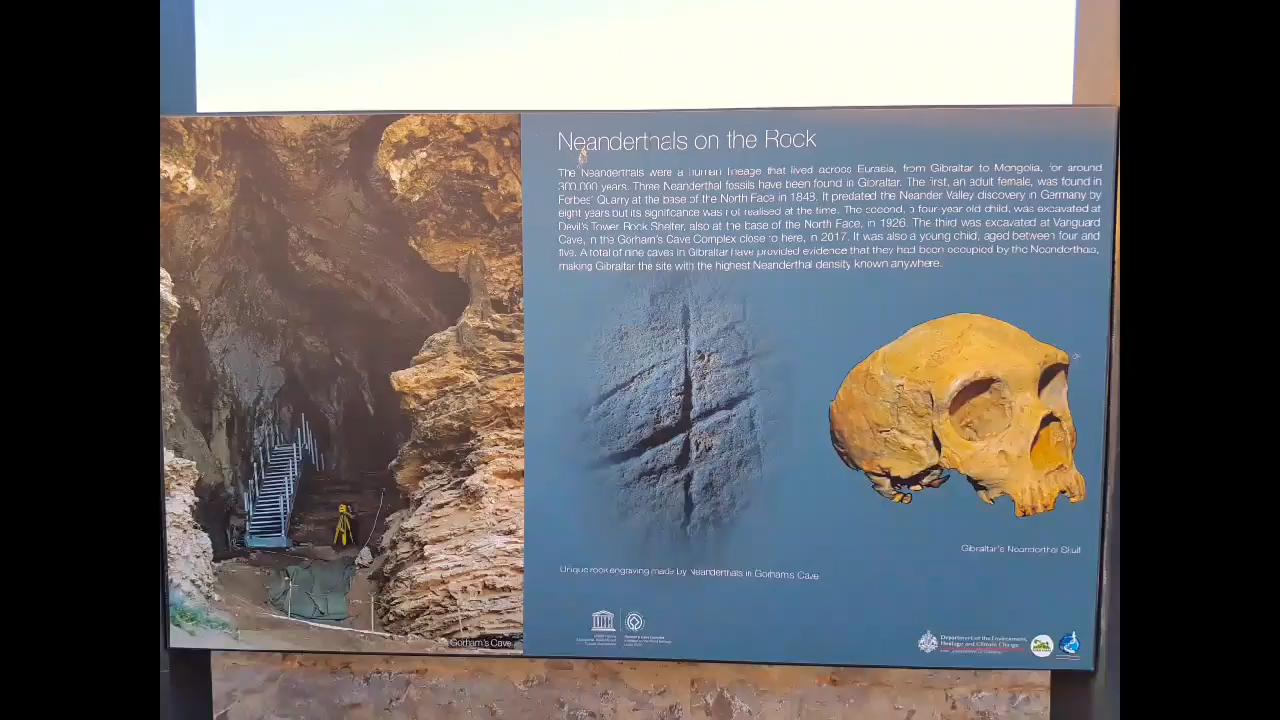 Neanderthals on the Rock
The Neanderthals were a human lineage that lived across Eurasia, from Gibraltar to Mongolia, for around
300,000 years. Three Neanderthal fossils have been found in Gibraltar. The first, an adult female, was found in
Forbes' Quarry at the base of the North Face in 1848. It predated the Neander Valley discovery in Germany by
eight years but its significance was not realised at the time. The second, a four-year old child, was excavated at
Devil's Tower Rock Shelter, also at the base of the North Face, in 1926. The third was excavated at Vanguard
Cave, in the Gorham's Cave Complex close to here, in 2017. It was also a young child, aged between four and
five. A total of nine caves in Gibraltar have provided evidence that they had been occupied by the Neanderthals,
making Gibraltar the site with the highest Neanderthal density known anywhere.
Gibraltar's Neanderthal Skull
Unique rock engraving made by Neanderthals in Gorham's Cave
Gorham's Cave
Department of the Environment,
Heritage and Climate Change